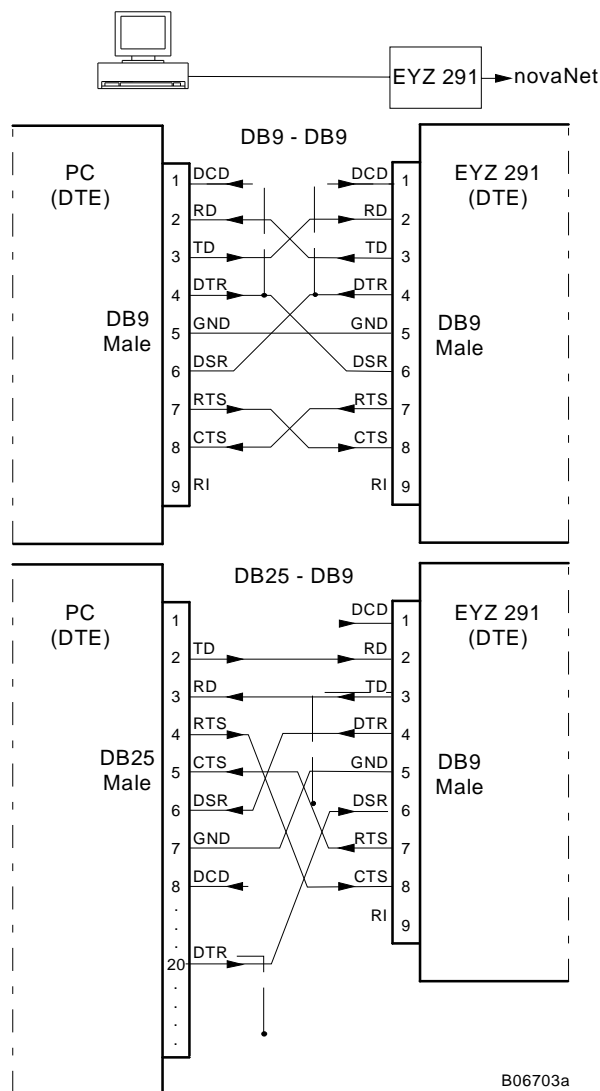 EYZ 291 novaNet
DB9 - DB9
PC
(DTE)
DB9
Male
1 DCD
2 RD
3 TD
4 DTR
5 GND
6 DSR
7 RTS
8 CTS
9 RI
DCD 1
RD 2
TD 3
DTR 4
GND 5
DSR 6
RTS 7
CTS 8
RI 9
EYZ 291
(DTE)
DB9
Male
DB25 - DB9
PC
(DTE)
DB25
Male
1
2 TD
3 RD
4 RTS
5 CTS
6 DSR
7 GND
8 DCD
.
.
.
.
20 DTR
.
.
.
.
DCD 1
RD 2
TD 3
DTR 4
GND 5
DSR 6
RTS 7
CTS 8
RI 9
EYZ 291
(DTE)
DB9
Male
B06703a